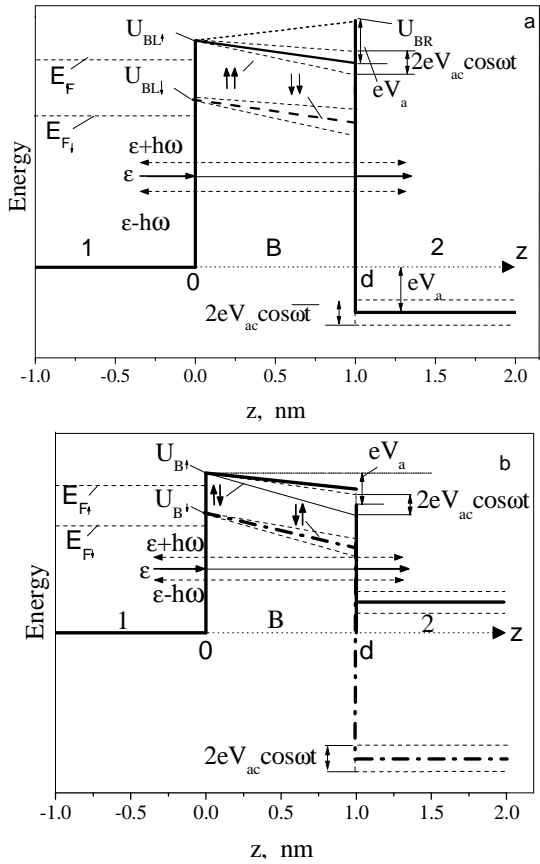 a
U_BL↑
U_BR
E_F
2eV_ac cosωt
U_BL↓
eV_a
E_F↓
ε+hω
ε
ε-hω
Energy
1
B
2
z
0
d
eV_a
2eV_ac cosωt
-1.0 -0.5 0.0 0.5 1.0 1.5 2.0
z, nm
b
U_B↑
eV_a
E_F↑
2eV_ac cosωt
U_B↓
E_F↓
ε+hω
ε
ε-hω
Energy
1
B
2
z
0
d
2eV_ac cosωt
-1.0 -0.5 0.0 0.5 1.0 1.5 2.0
z, nm